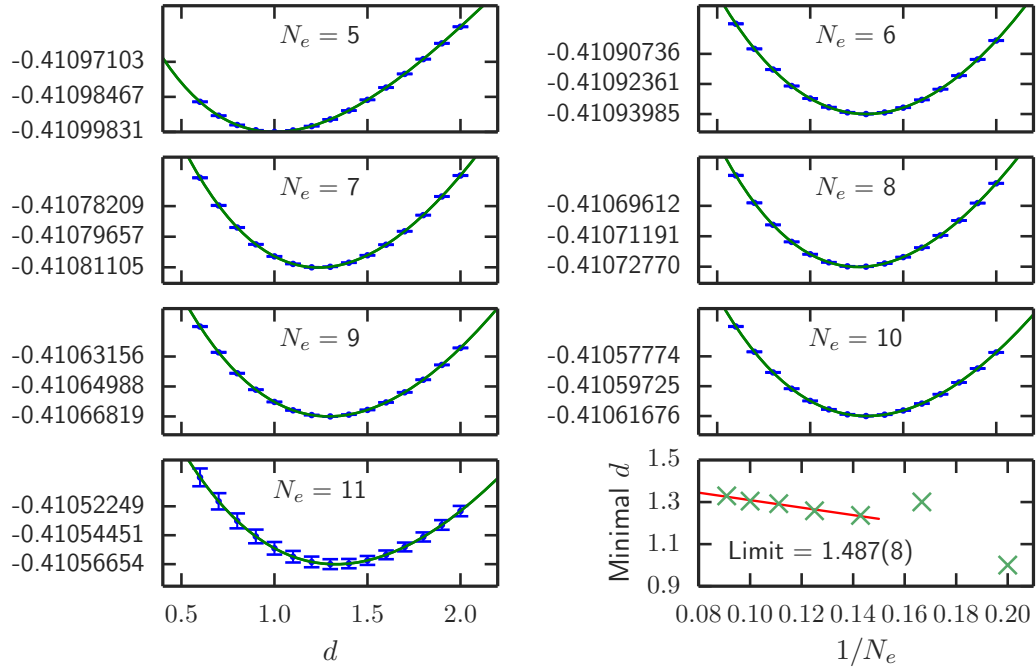 N_e = 5
-0.41097103
-0.41098467
-0.41099831
N_e = 6
-0.41090736
-0.41092361
-0.41093985
N_e = 7
-0.41078209
-0.41079657
-0.41081105
N_e = 8
-0.41069612
-0.41071191
-0.41072770
N_e = 9
-0.41063156
-0.41064988
-0.41066819
N_e = 10
-0.41057774
-0.41059725
-0.41061676
N_e = 11
-0.41052249
-0.41054451
-0.41056654
0.5 1.0 1.5 2.0
d
Minimal d
1.5
1.3
1.1
0.9
Limit = 1.487(8)
0.08 0.10 0.12 0.14 0.16 0.18 0.20
1/N_e